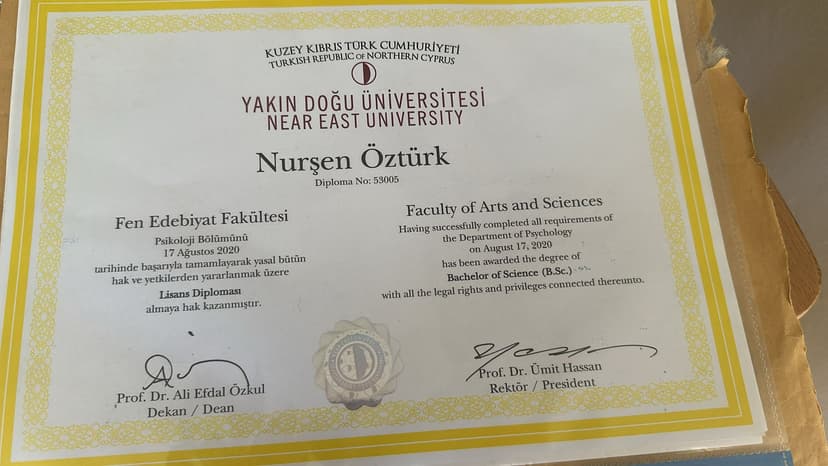 KUZEY KIBRIS TÜRK CUMHURİYETİ
TURKISH REPUBLIC OF NORTHERN CYPRUS
YAKIN DOĞU ÜNİVERSİTESİ
NEAR EAST UNIVERSITY
Nurşen Öztürk
Diploma No: 53005
Fen Edebiyat Fakültesi
Psikoloji Bölümünü
17 Ağustos 2020
tarihinde başarıyla tamamlayarak yasal bütün
hak ve yetkilerden yararlanmak üzere
Lisans Diploması
almaya hak kazanmıştır.
Faculty of Arts and Sciences
Having successfully completed all requirements of
the Department of Psychology
on August 17, 2020
has been awarded the degree of
Bachelor of Science (B.Sc.)
with all the legal rights and privileges connected thereunto.
Prof. Dr. Ali Efdal Özkul
Dekan / Dean
Prof. Dr. Ümit Hassan
Rektör / President